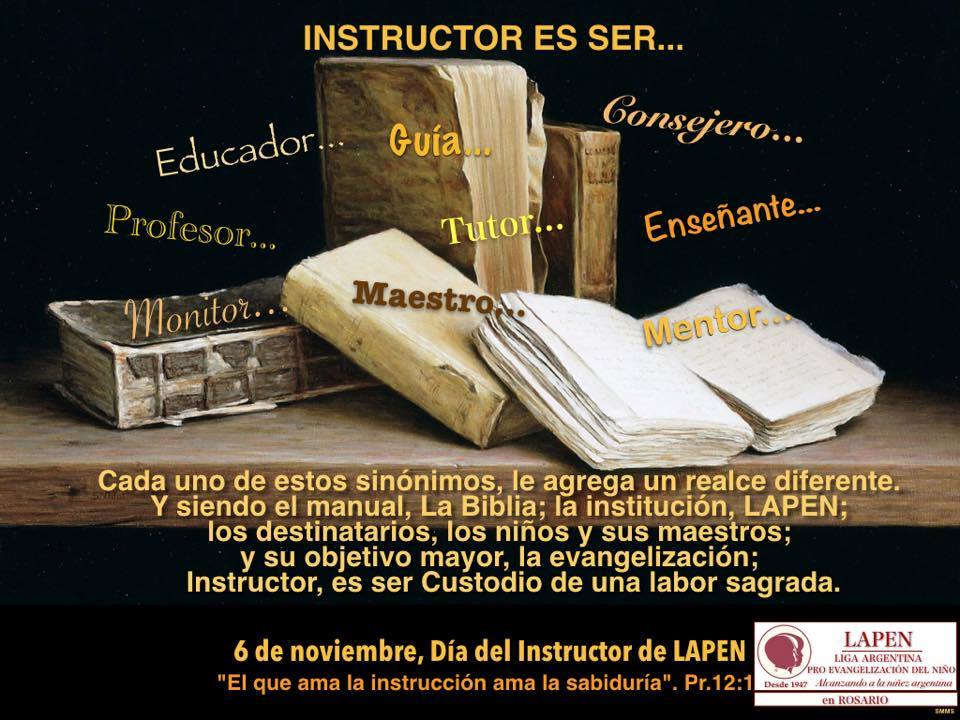 INSTRUCTOR ES SER...
Educador...
Guía...
Consejero...
Profesor...
Tutor...
Enseñante...
Monitor...
Maestro...
Mentor...
Cada uno de estos sinónimos, le agrega un realce diferente.
Y siendo el manual, La Biblia; la institución, LAPEN;
los destinatarios, los niños y sus maestros;
y su objetivo mayor, la evangelización;
Instructor, es ser Custodio de una labor sagrada.
6 de noviembre, Día del Instructor de LAPEN
"El que ama la instrucción ama la sabiduría". Pr.12:1
LAPEN
LIGA ARGENTINA
PRO EVANGELIZACIÓN DEL NIÑO
Desde 1947
Alcanzando a la niñez argentina
en ROSARIO
SMMS